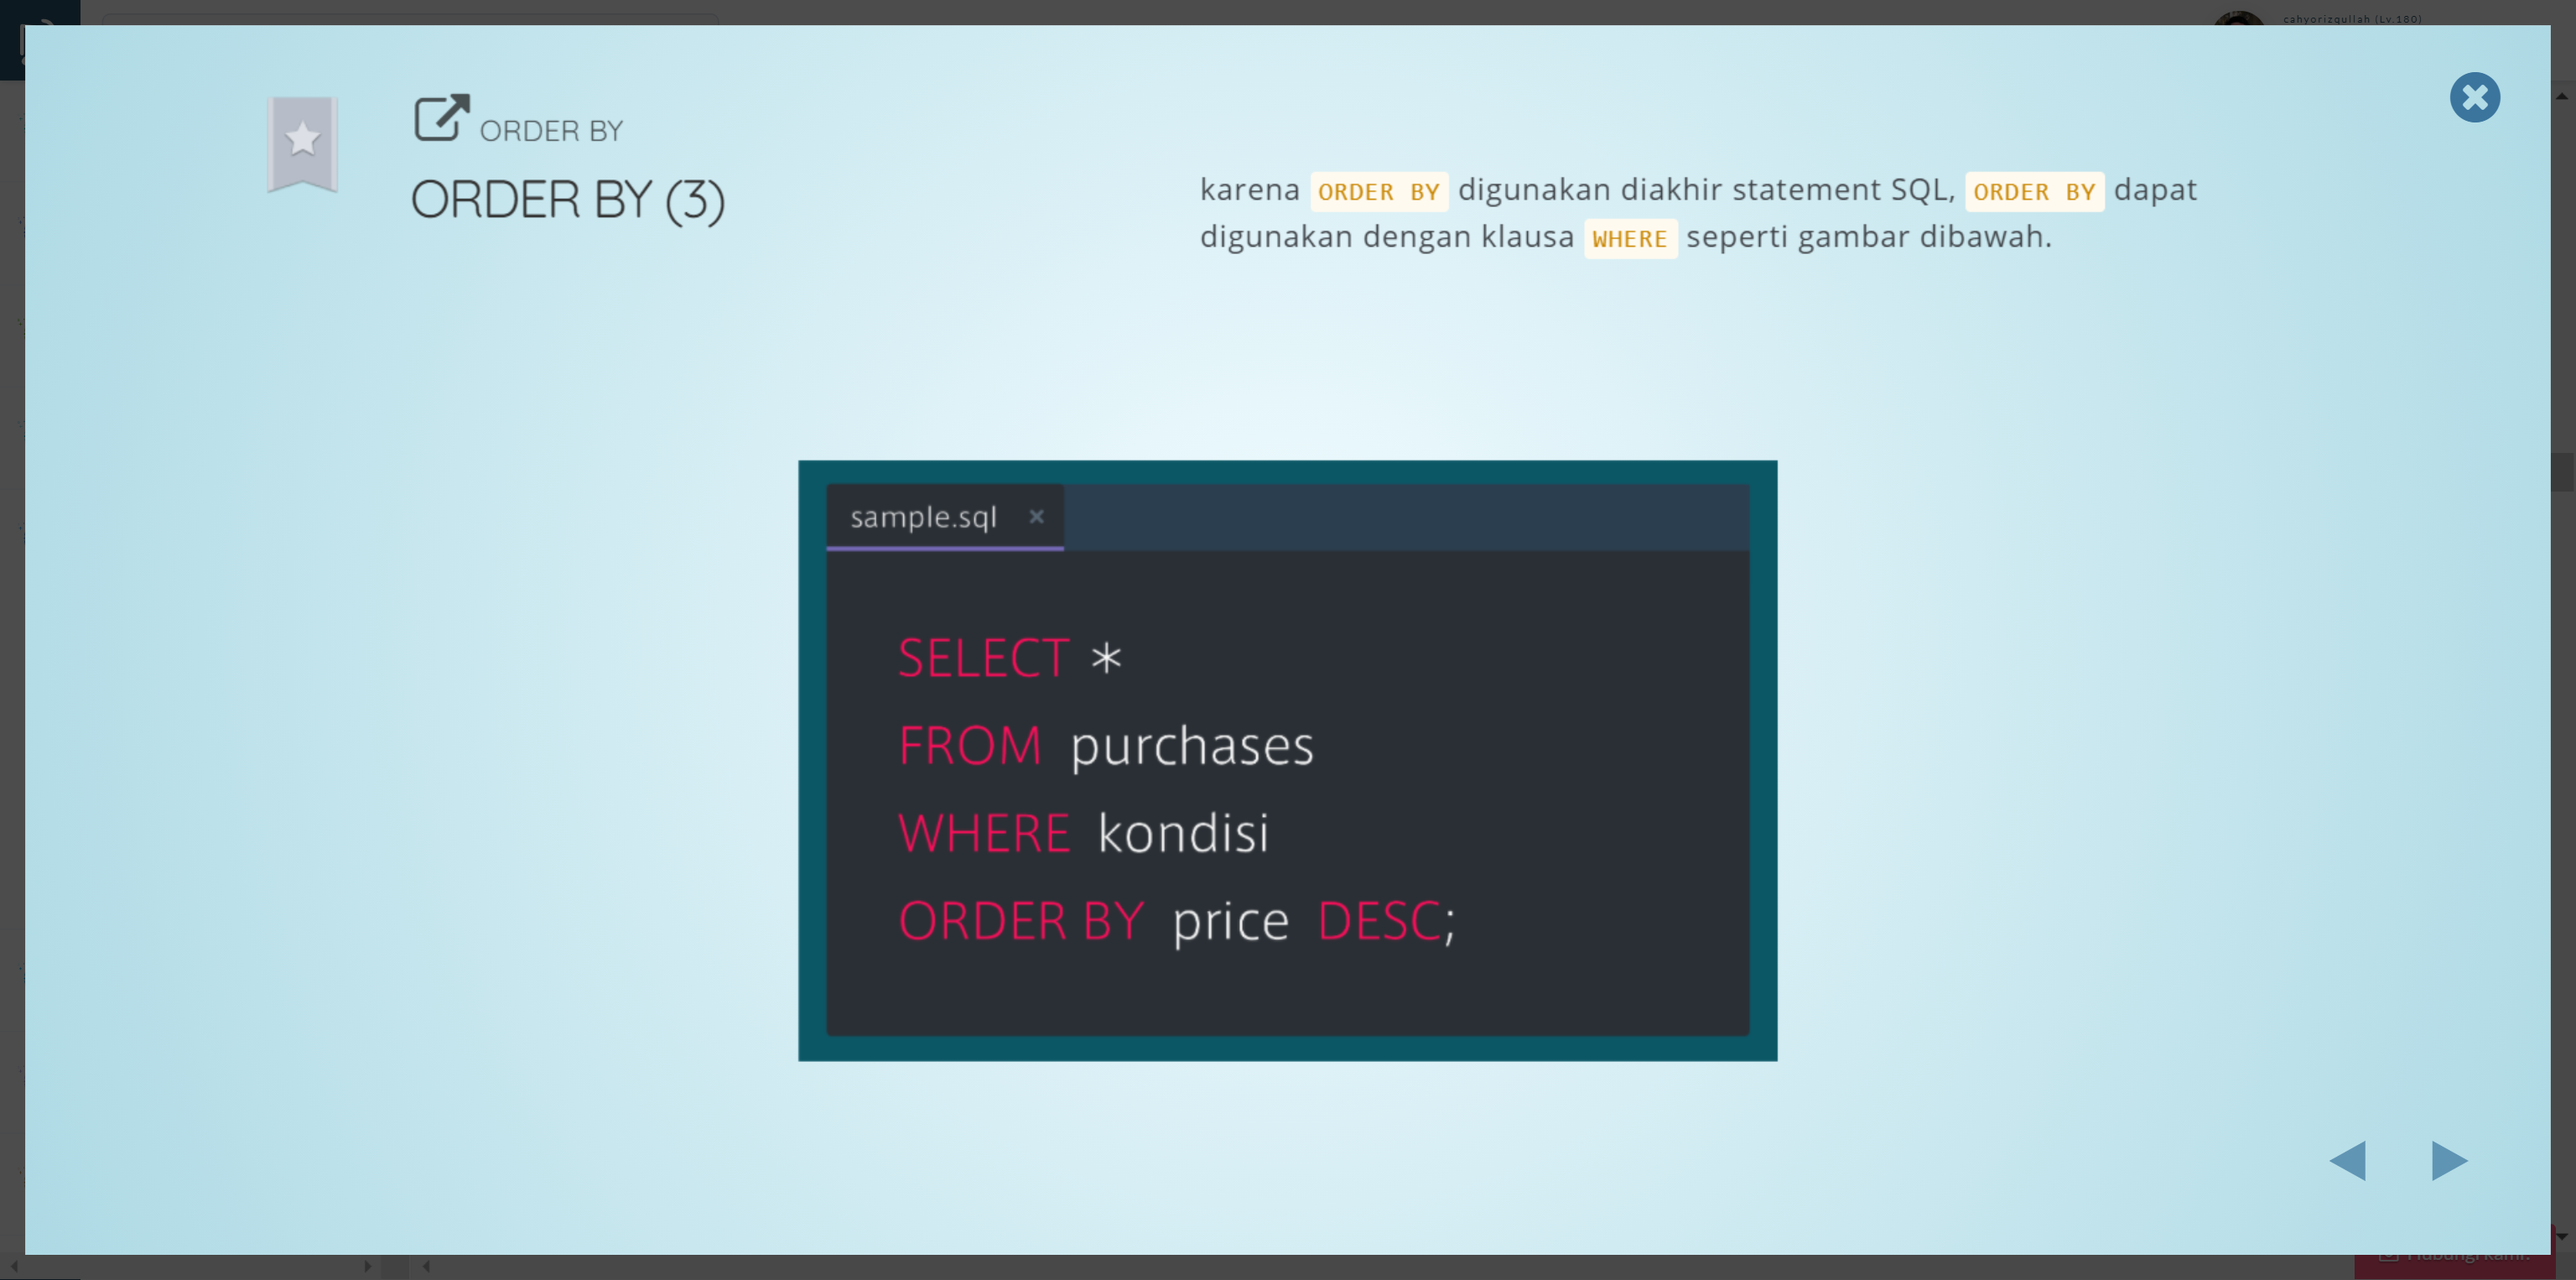 cahyorizqullah (Lv.180)
ORDER BY
ORDER BY (3)
karena ORDER BY digunakan diakhir statement SQL, ORDER BY dapat
digunakan dengan klausa WHERE seperti gambar dibawah.
sample.sql ×
SELECT *
FROM purchases
WHERE kondisi
ORDER BY price DESC;